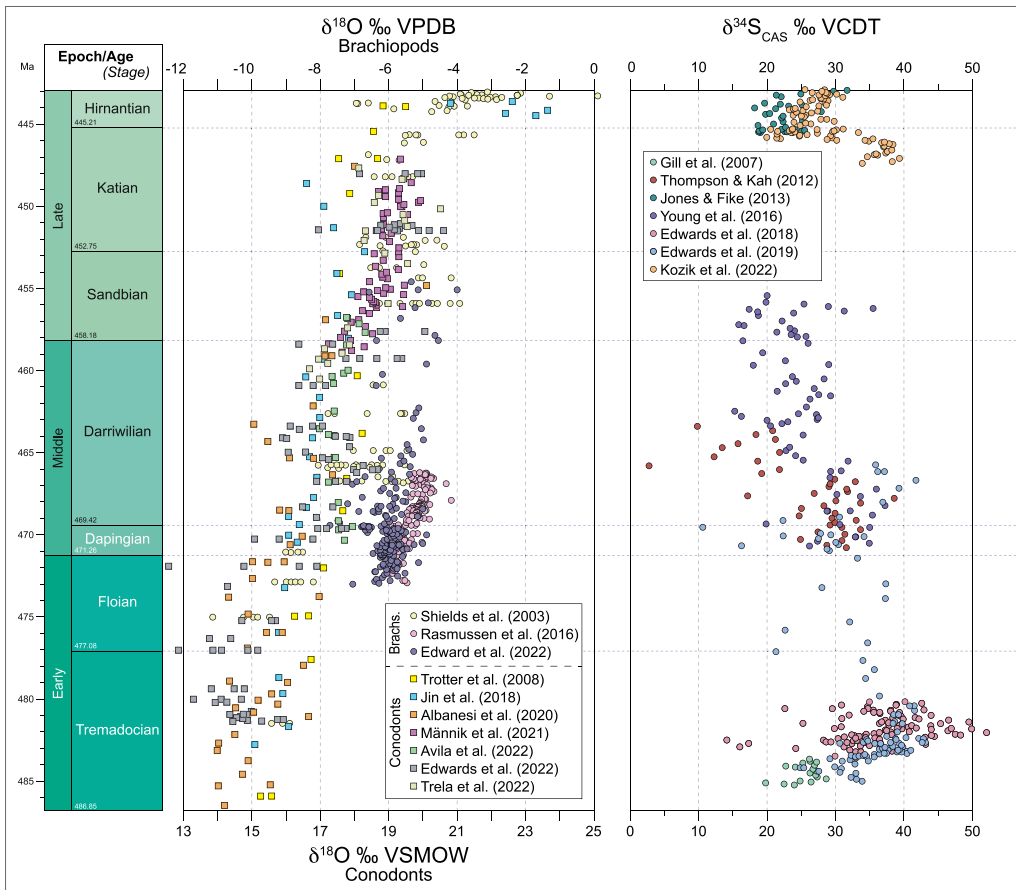 δ18O ‰ VPDB
Brachiopods
δ34SCAS ‰ VCDT
Ma
Epoch/Age
(Stage)
-12 -10 -8 -6 -4 -2 0
0 10 20 30 40 50
Late
Middle
Early
Hirnantian
445.21
Katian
452.75
Sandbian
458.18
Darriwilian
469.42
Dapingian
471.26
Floian
477.08
Tremadocian
486.85
445
450
455
460
465
470
475
480
485
Gill et al. (2007)
Thompson & Kah (2012)
Jones & Fike (2013)
Young et al. (2016)
Edwards et al. (2018)
Edwards et al. (2019)
Kozik et al. (2022)
Brachs.
Shields et al. (2003)
Rasmussen et al. (2016)
Edward et al. (2022)
Conodonts
Trotter et al. (2008)
Jin et al. (2018)
Albanesi et al. (2020)
Männik et al. (2021)
Avila et al. (2022)
Edwards et al. (2022)
Trela et al. (2022)
13 15 17 19 21 23 25
0 10 20 30 40 50
δ18O ‰ VSMOW
Conodonts